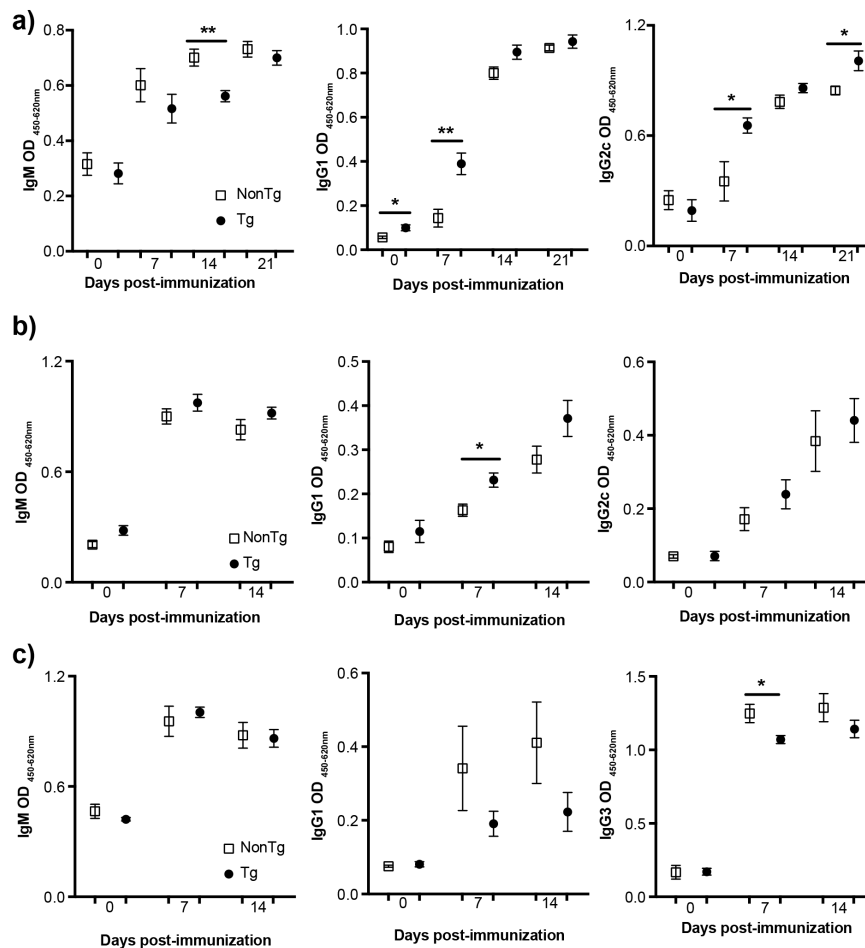 a)
0.8
0.6
0.4
0.2
0.0
IgM OD 450-620nm
**
NonTg
Tg
0 7 14 21
Days post-immunization
1.0
0.8
0.6
0.4
0.2
0.0
IgG1 OD 450-620nm
*
**
0 7 14 21
Days post-immunization
1.2
0.6
0.0
IgG2c OD 450-620nm
*
*
0 7 14 21
Days post-immunization
b)
1.2
0.6
0.0
IgM OD 450-620nm
NonTg
Tg
0 7 14
Days post-immunization
0.5
0.4
0.3
0.2
0.1
0.0
IgG1 OD 450-620nm
*
0 7 14
Days post-immunization
0.6
0.4
0.2
0.0
IgG2c OD 450-620nm
0 7 14
Days post-immunization
c)
1.2
0.6
0.0
IgM OD 450-620nm
NonTg
Tg
0 7 14
Days post-immunization
0.6
0.4
0.2
0.0
IgG1 OD 450-620nm
0 7 14
Days post-immunization
1.5
1.0
0.5
0.0
IgG3 OD 450-620nm
*
0 7 14
Days post-immunization